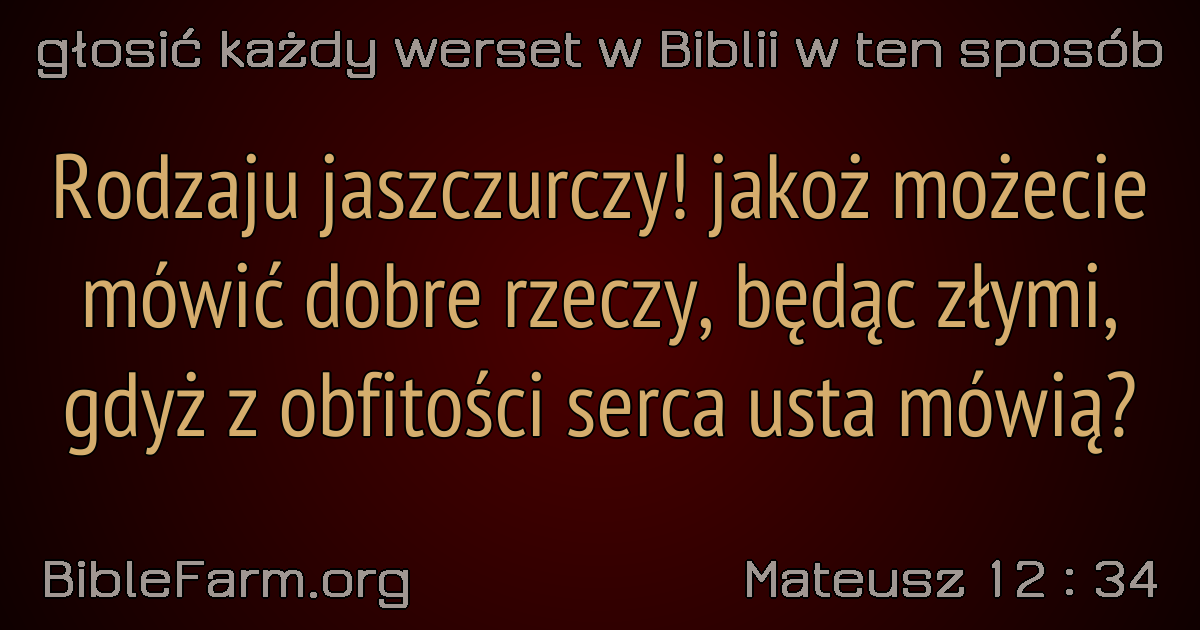 głosić każdy werset w Biblii w ten sposób
Rodzaju jaszczurczy! jakoż możecie
mówić dobre rzeczy, będąc złymi,
gdyż z obfitości serca usta mówią?
BibleFarm.org
Mateusz 12 : 34